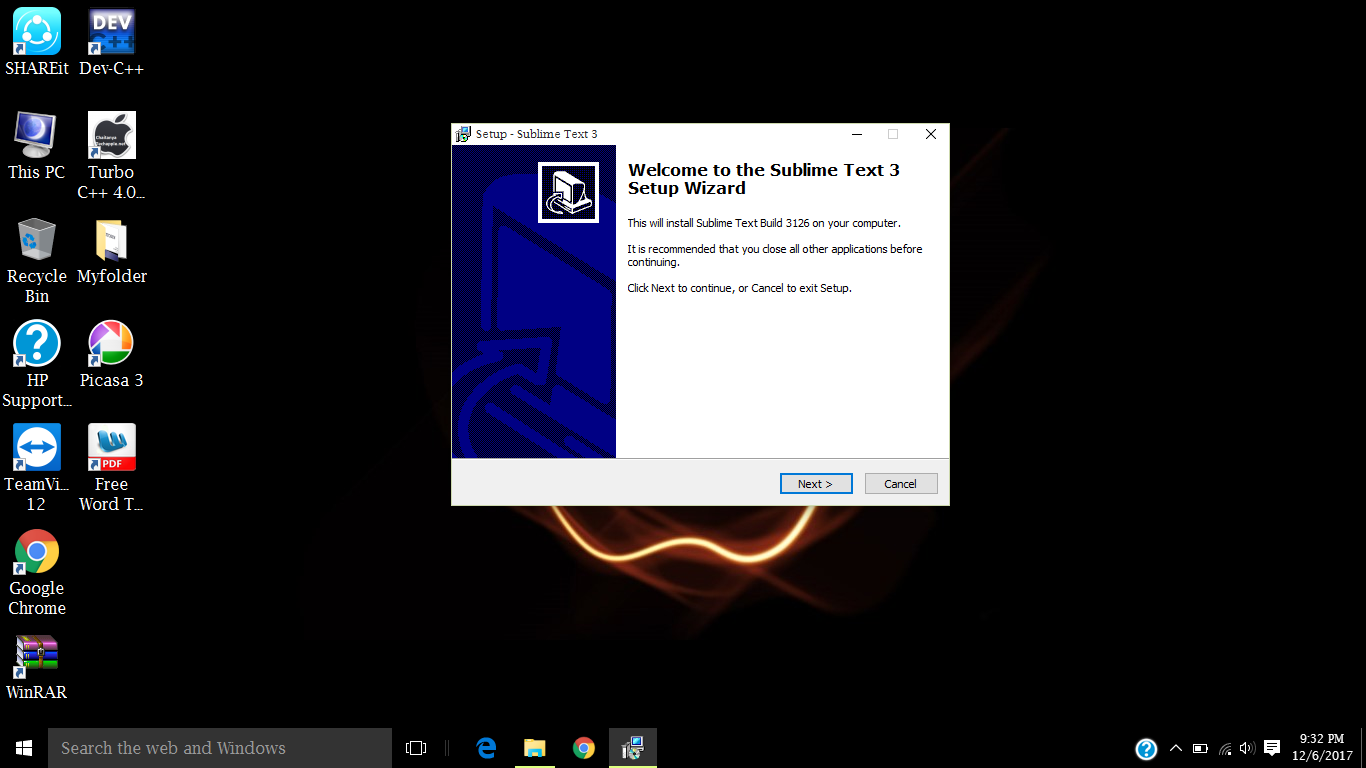 SHAREit
DEV
C++
Dev-C++
This PC
Chaitanya
Turbo
C++ 4.0...
Recycle
Bin
Myfolder
HP
Support...
Picasa 3
TeamVi...
12
PDF
Free
Word T...
Google
Chrome
WinRAR
Setup - Sublime Text 3
Welcome to the Sublime Text 3
Setup Wizard
This will install Sublime Text Build 3126 on your computer.
It is recommended that you close all other applications before
continuing.
Click Next to continue, or Cancel to exit Setup.
Next >
Cancel
Search the web and Windows
9:32 PM
12/6/2017